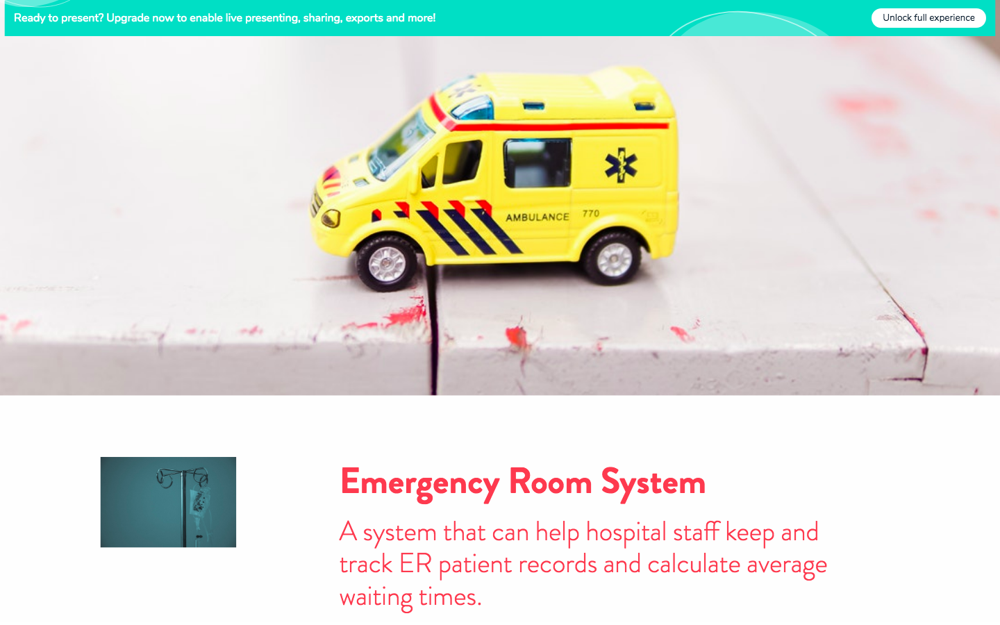 Ready to present? Upgrade now to enable live presenting, sharing, exports and more!
Unlock full experience
AMBULANCE 770
Emergency Room System
A system that can help hospital staff keep and
track ER patient records and calculate average
waiting times.